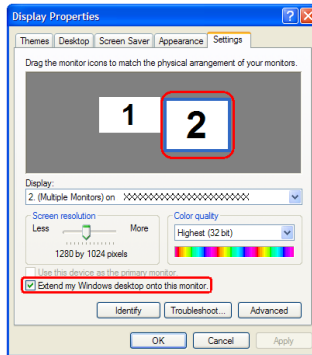 Display Properties
Themes Desktop Screen Saver Appearance Settings
Drag the monitor icons to match the physical arrangement of your monitors.
1 2
Display:
2. (Multiple Monitors) on XXXXXXXXXXXXXXXXXXXXX
Screen resolution
Less More
1280 by 1024 pixels
Color quality
Highest (32 bit)
Use this device as the primary monitor.
Extend my Windows desktop onto this monitor.
Identify Troubleshoot... Advanced
OK Cancel Apply